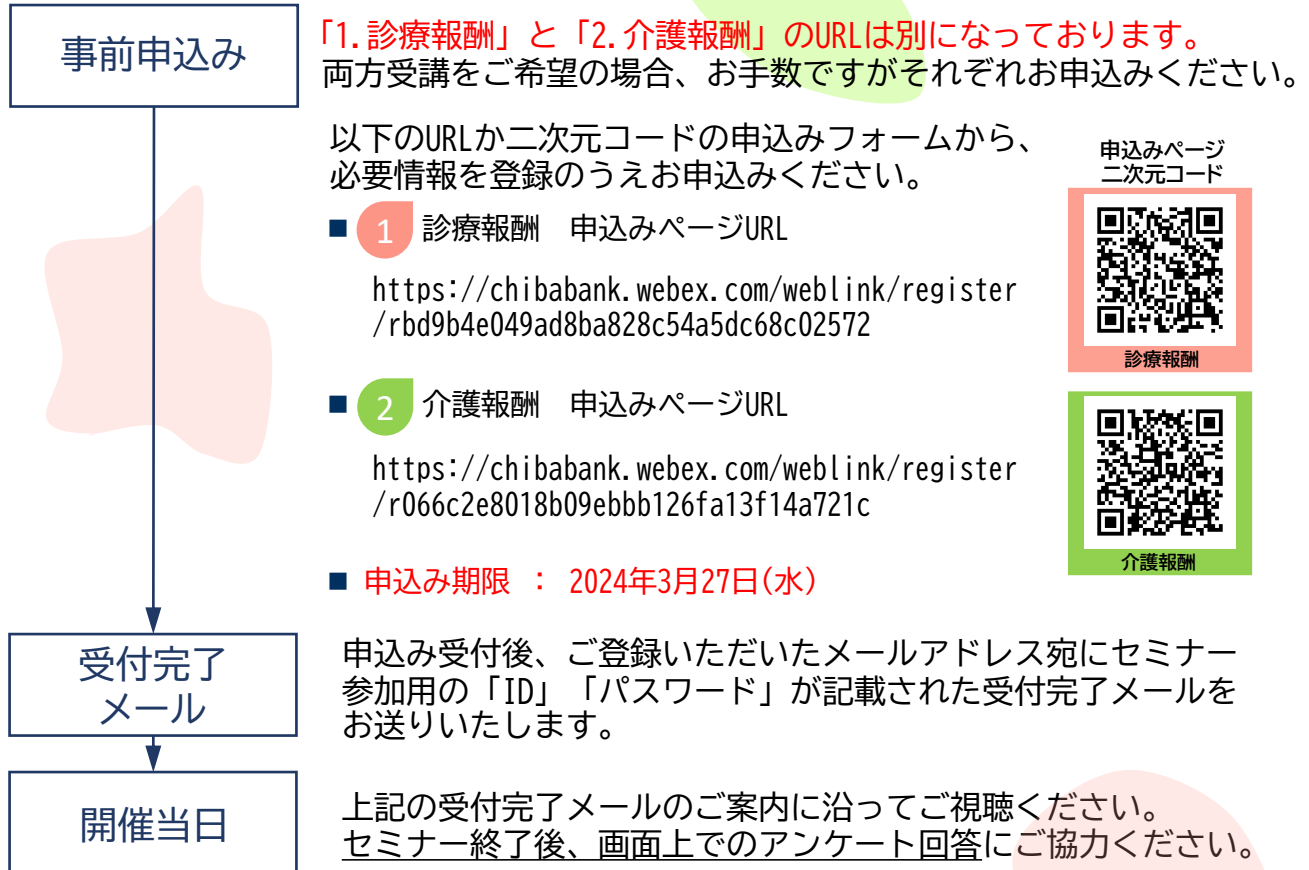 事前申込み
「1.診療報酬」と「2.介護報酬」のURLは別になっております。
両方受講をご希望の場合、お手数ですがそれぞれお申込みください。
以下のURLか二次元コードの申込みフォームから、
必要情報を登録のうえお申込みください。
申込みページ
二次元コード
■ 1 診療報酬　申込みページURL
https://chibabank.webex.com/weblink/register
/rbd9b4e049ad8ba828c54a5dc68c02572
診療報酬
■ 2 介護報酬　申込みページURL
https://chibabank.webex.com/weblink/register
/r066c2e8018b09ebbb126fa13f14a721c
介護報酬
■ 申込み期限 ： 2024年3月27日(水)
受付完了
メール
申込み受付後、ご登録いただいたメールアドレス宛にセミナー
参加用の「ID」「パスワード」が記載された受付完了メールを
お送りいたします。
開催当日
上記の受付完了メールのご案内に沿ってご視聴ください。
セミナー終了後、画面上でのアンケート回答にご協力ください。